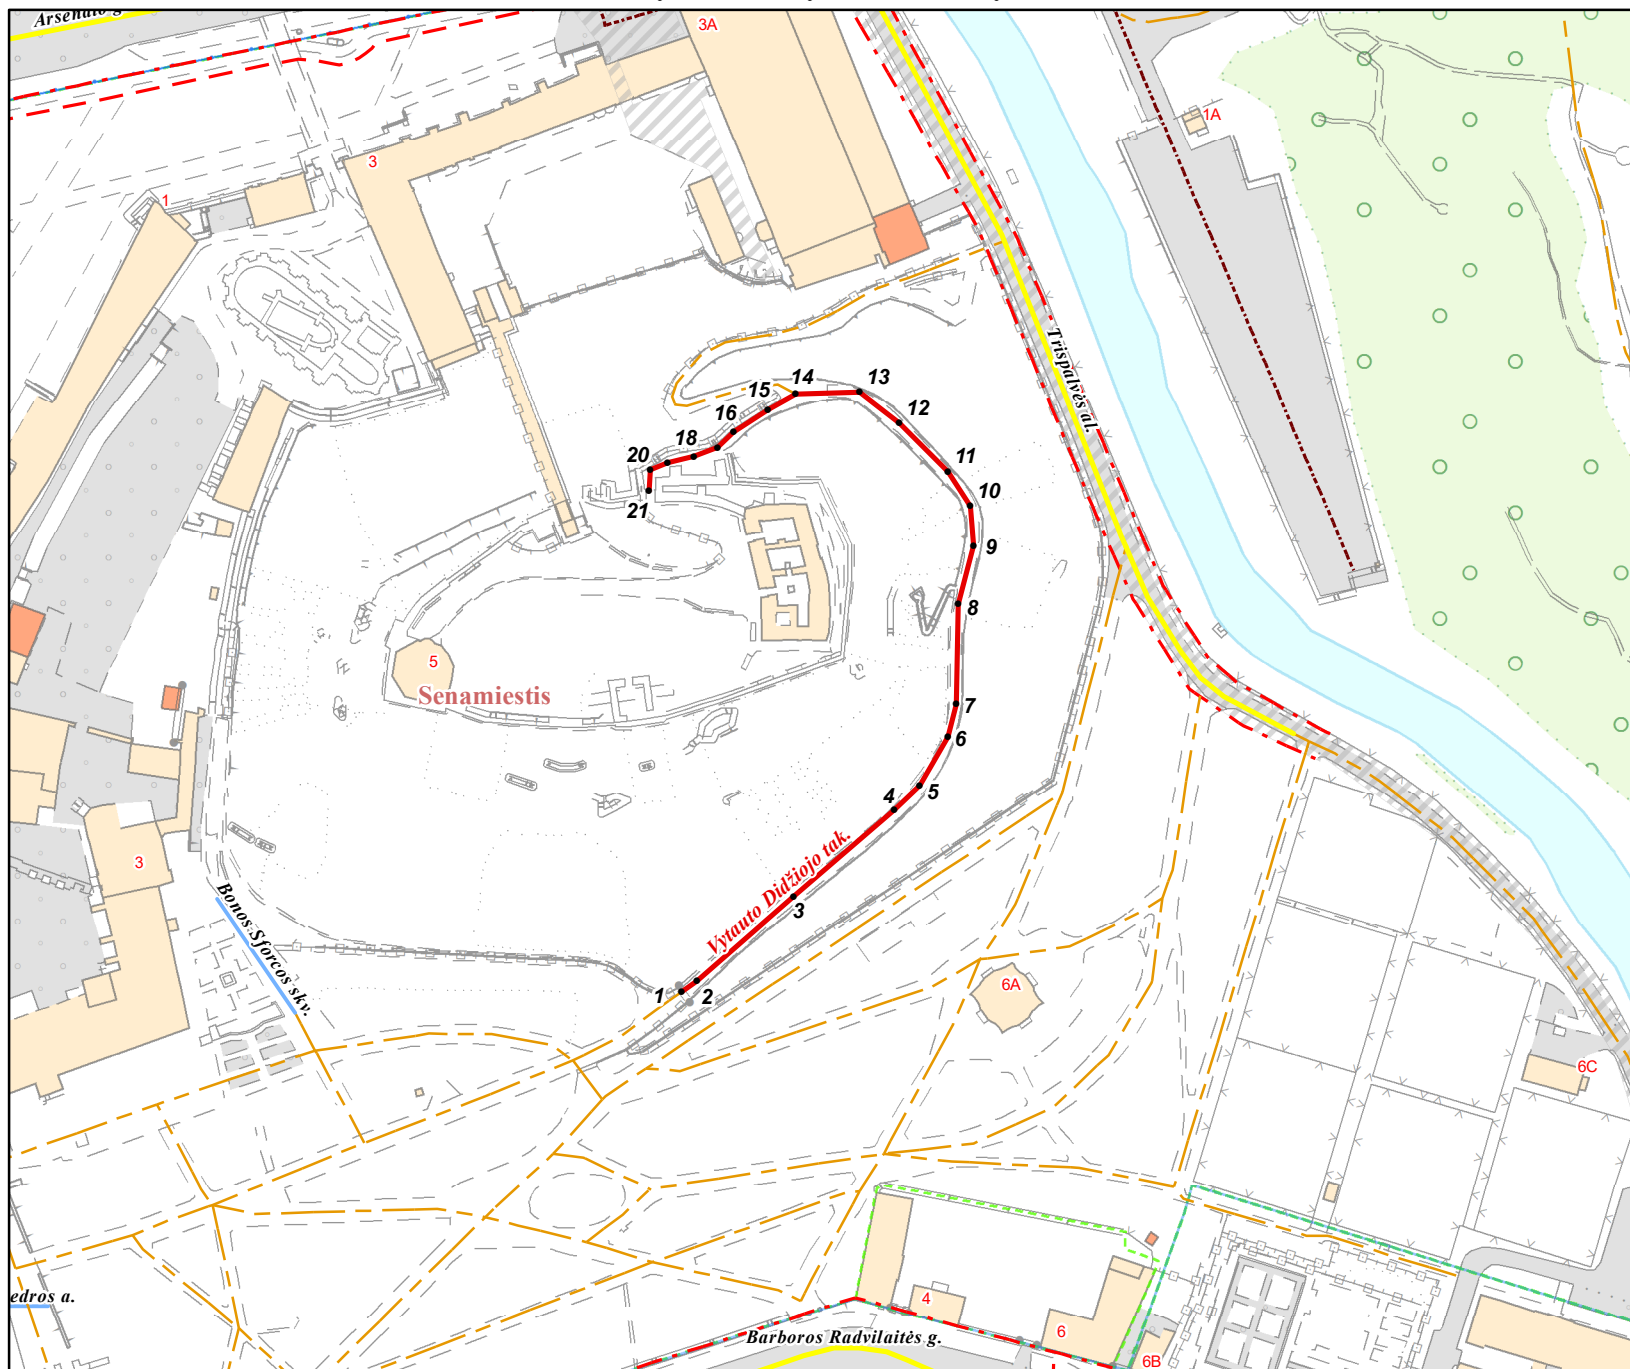 Arsenalo g
3A
1A
3
1
Trispalvės al.
13
14
15
12
16
11
18
20
10
21
9
8
5
Senamiestis
7
6
5
4
Vytauto Didžiojo tak.
3
3
Bonos Sforcos skv.
1
2
6A
6C
edros a.
4
6
Barboros Radvilaitės g.
6B